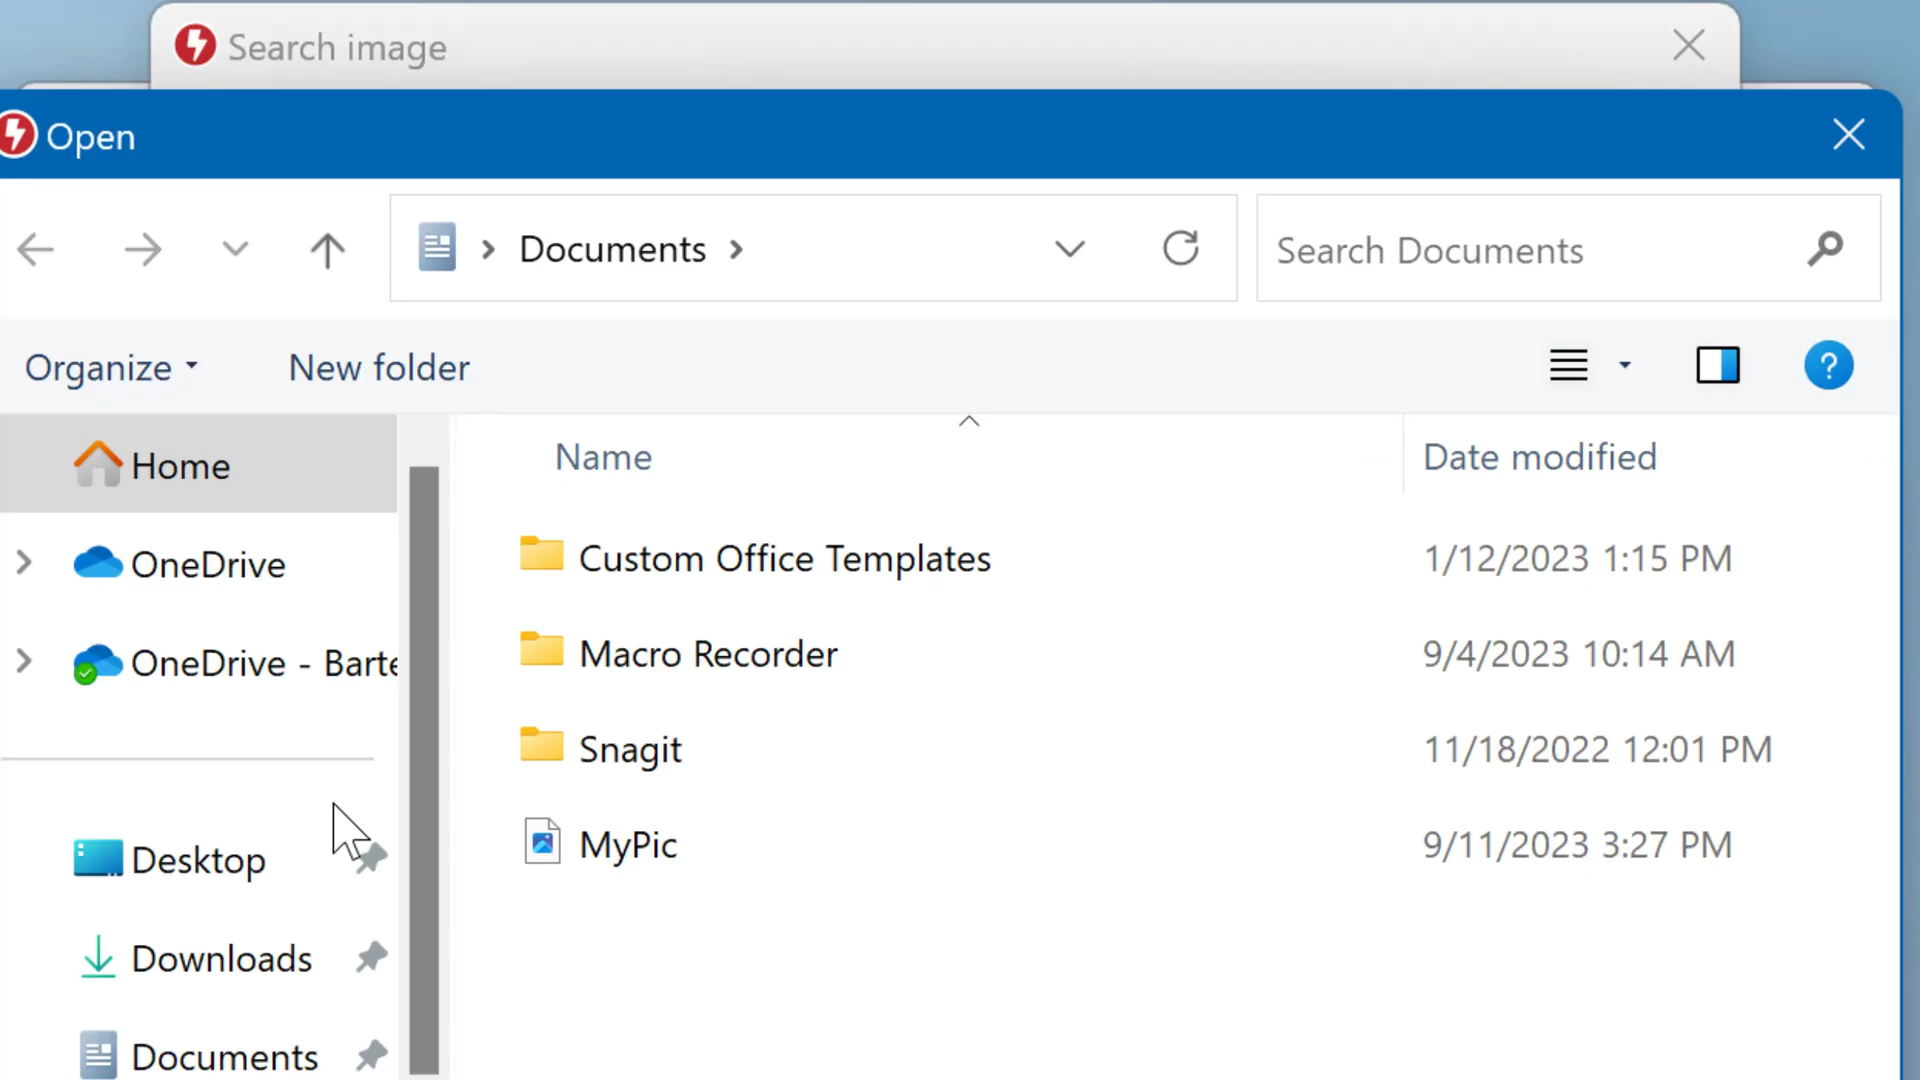 Search image
Open
Documents
Search Documents
Organize
New folder
?
Name
Date modified
Home
OneDrive
OneDrive - Barte
Desktop
Downloads
Documents
Custom Office Templates 1/12/2023 1:15 PM
Macro Recorder 9/4/2023 10:14 AM
Snagit 11/18/2022 12:01 PM
MyPic 9/11/2023 3:27 PM